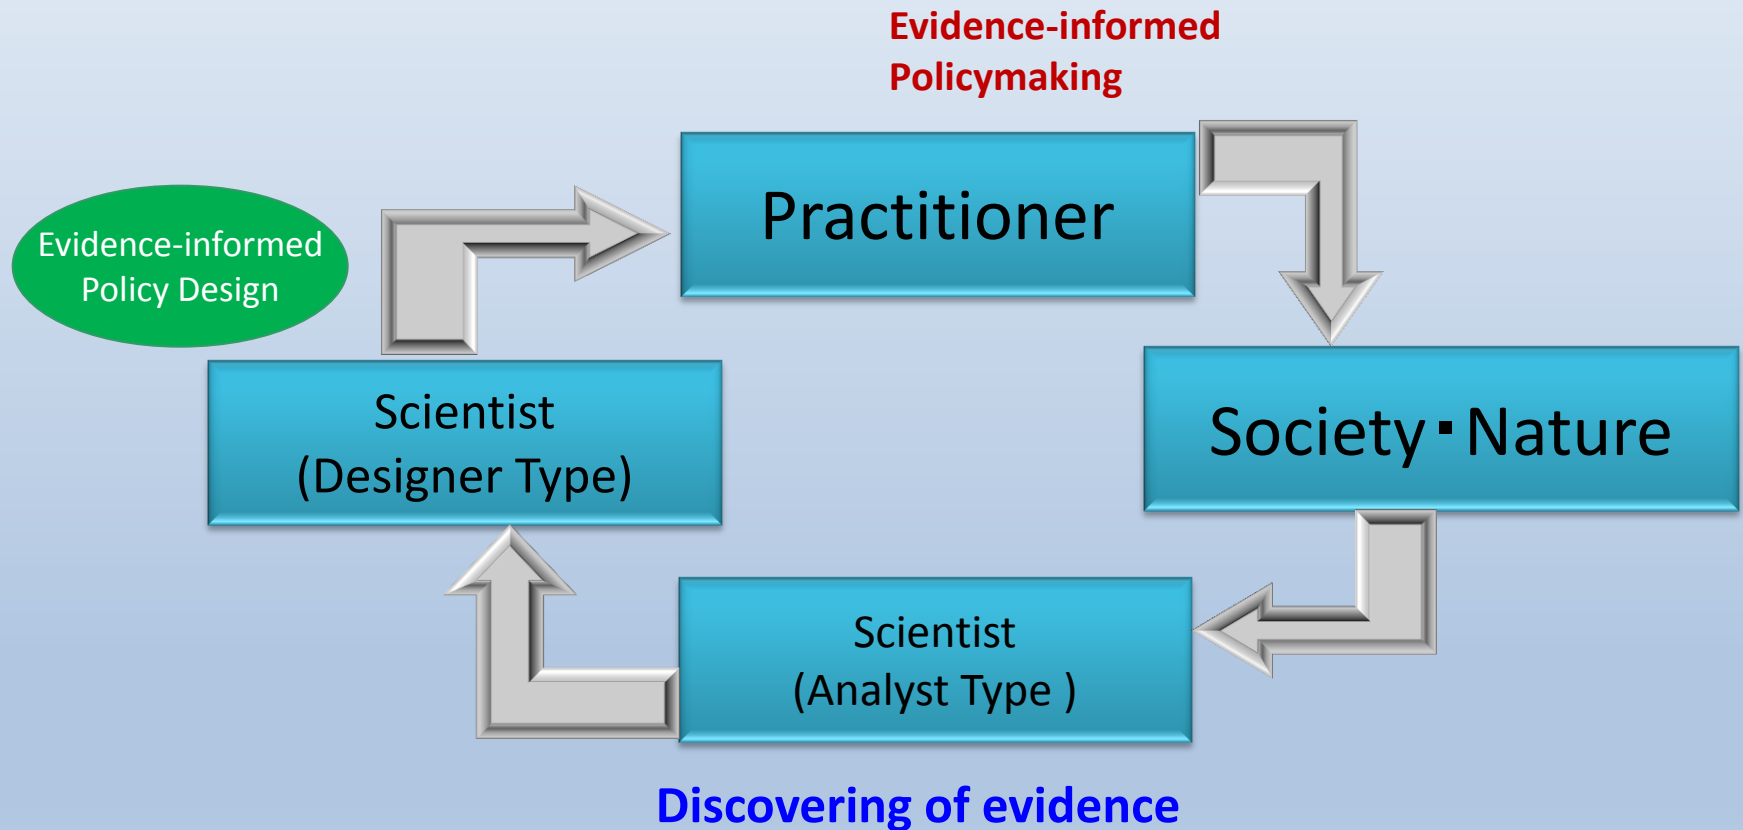 Evidence-informed
Policymaking
Practitioner
Evidence-informed
Policy Design
Scientist
(Designer Type)
Society・Nature
Scientist
(Analyst Type )
Discovering of evidence